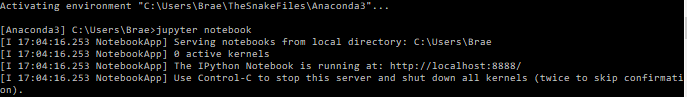 Activating environment "C:\Users\Brae\TheSnakeFiles\Anaconda3"...
[Anaconda3] C:\Users\Brae>jupyter notebook
[I 17:04:16.253 NotebookApp] Serving notebooks from local directory: C:\Users\Brae
[I 17:04:16.253 NotebookApp] 0 active kernels
[I 17:04:16.253 NotebookApp] The IPython Notebook is running at: http://localhost:8888/
[I 17:04:16.253 NotebookApp] Use Control-C to stop this server and shut down all kernels (twice to skip confirmati
on).